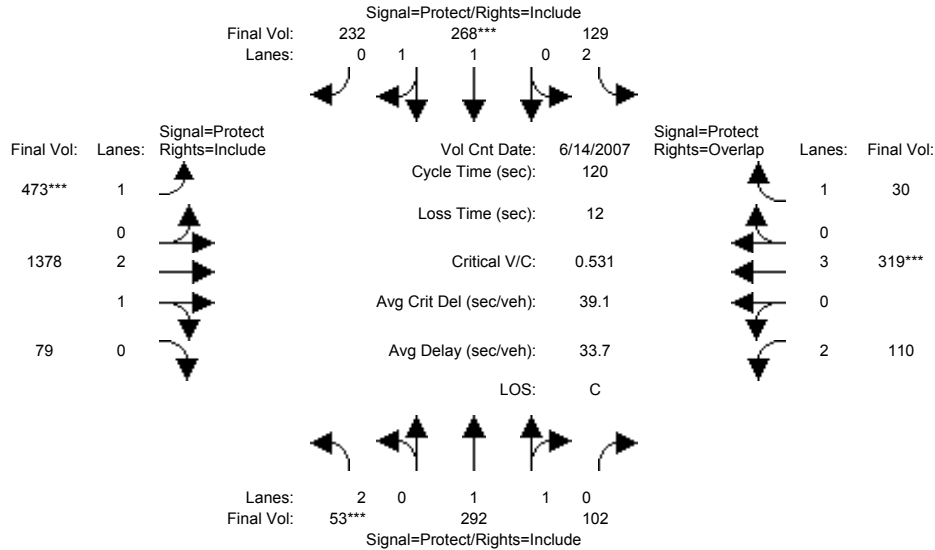 Signal=Protect/Rights=Include
Final Vol: 232 268*** 129
Lanes: 0 1 1 0 2
Signal=Protect Signal=Protect
Final Vol: Lanes: Rights=Include Vol Cnt Date: 6/14/2007 Rights=Overlap Lanes: Final Vol:
Cycle Time (sec): 120
473*** 1 1 30
Loss Time (sec): 12
0 0
1378 2 Critical V/C: 0.531 3 319***
1 Avg Crit Del (sec/veh): 39.1 0
79 0 Avg Delay (sec/veh): 33.7 2 110
LOS: C
Lanes: 2 0 1 1 0
Final Vol: 53*** 292 102
Signal=Protect/Rights=Include